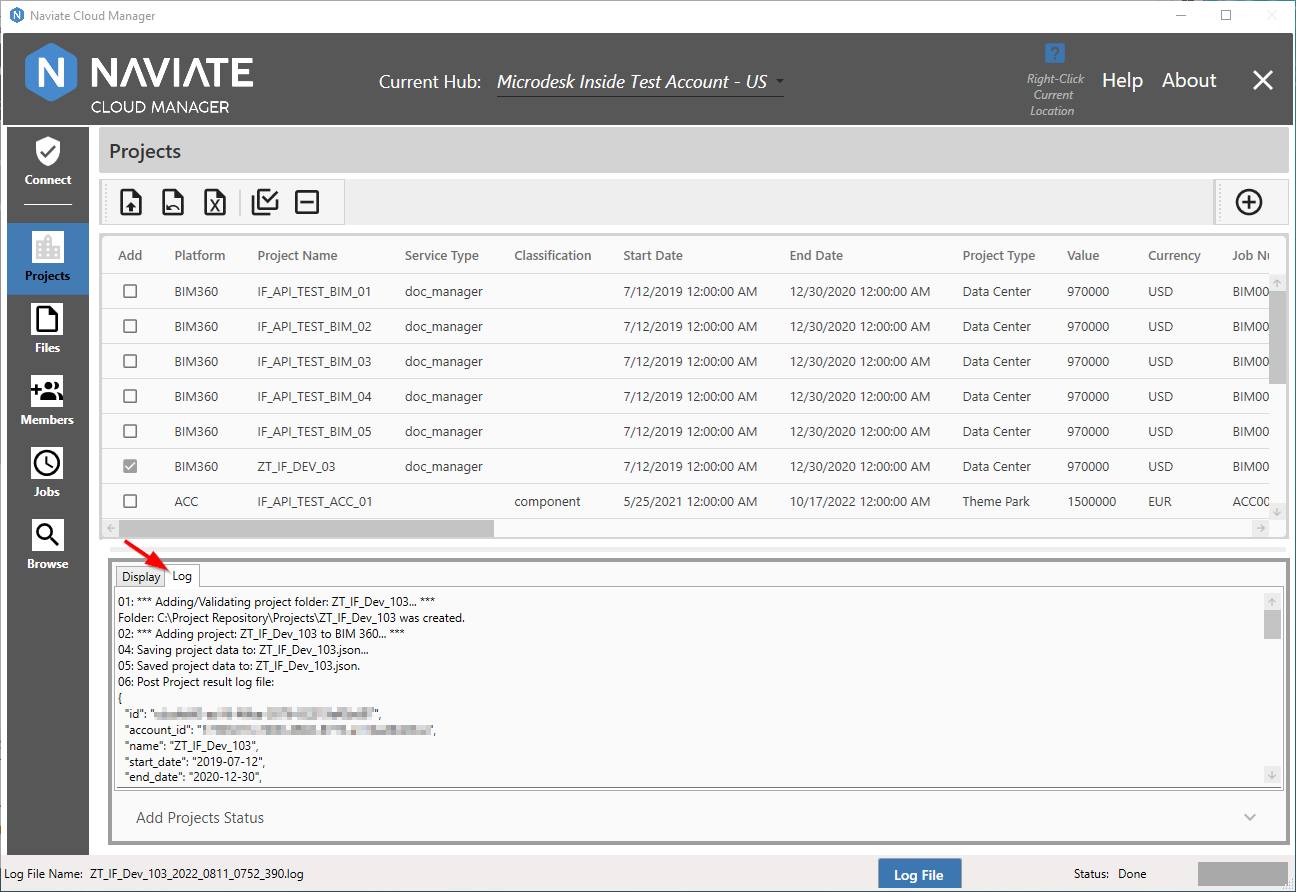 Naviate Cloud Manager
NAVIATE
CLOUD MANAGER
Current Hub: Microdesk Inside Test Account - US
?
Right-Click
Current
Location
Help About
Connect
Projects
Files
Members
Jobs
Browse
Projects
Add Platform Project Name Service Type Classification Start Date End Date Project Type Value Currency Job Nu
BIM360 IF_API_TEST_BIM_01 doc_manager 7/12/2019 12:00:00 AM 12/30/2020 12:00:00 AM Data Center 970000 USD BIM00
BIM360 IF_API_TEST_BIM_02 doc_manager 7/12/2019 12:00:00 AM 12/30/2020 12:00:00 AM Data Center 970000 USD BIM00
BIM360 IF_API_TEST_BIM_03 doc_manager 7/12/2019 12:00:00 AM 12/30/2020 12:00:00 AM Data Center 970000 USD BIM00
BIM360 IF_API_TEST_BIM_04 doc_manager 7/12/2019 12:00:00 AM 12/30/2020 12:00:00 AM Data Center 970000 USD BIM00
BIM360 IF_API_TEST_BIM_05 doc_manager 7/12/2019 12:00:00 AM 12/30/2020 12:00:00 AM Data Center 970000 USD BIM00
BIM360 ZT_IF_DEV_03 doc_manager 7/12/2019 12:00:00 AM 12/30/2020 12:00:00 AM Data Center 970000 USD BIM00
ACC IF_API_TEST_ACC_01 component 5/25/2021 12:00:00 AM 10/17/2022 12:00:00 AM Theme Park 1500000 EUR ACC00
Display Log
01: *** Adding/Validating project folder: ZT_IF_Dev_103... ***
Folder: C:\Project Repository\Projects\ZT_IF_Dev_103 was created.
02: *** Adding project: ZT_IF_Dev_103 to BIM 360... ***
04: Saving project data to: ZT_IF_Dev_103.json...
05: Saved project data to: ZT_IF_Dev_103.json.
06: Post Project result log file:
{
"id": "
"account_id": "
"name": "ZT_IF_Dev_103",
"start_date": "2019-07-12",
"end_date": "2020-12-30",
Add Projects Status
Log File Name: ZT_IF_Dev_103_2022_0811_0752_390.log
Log File
Status: Done